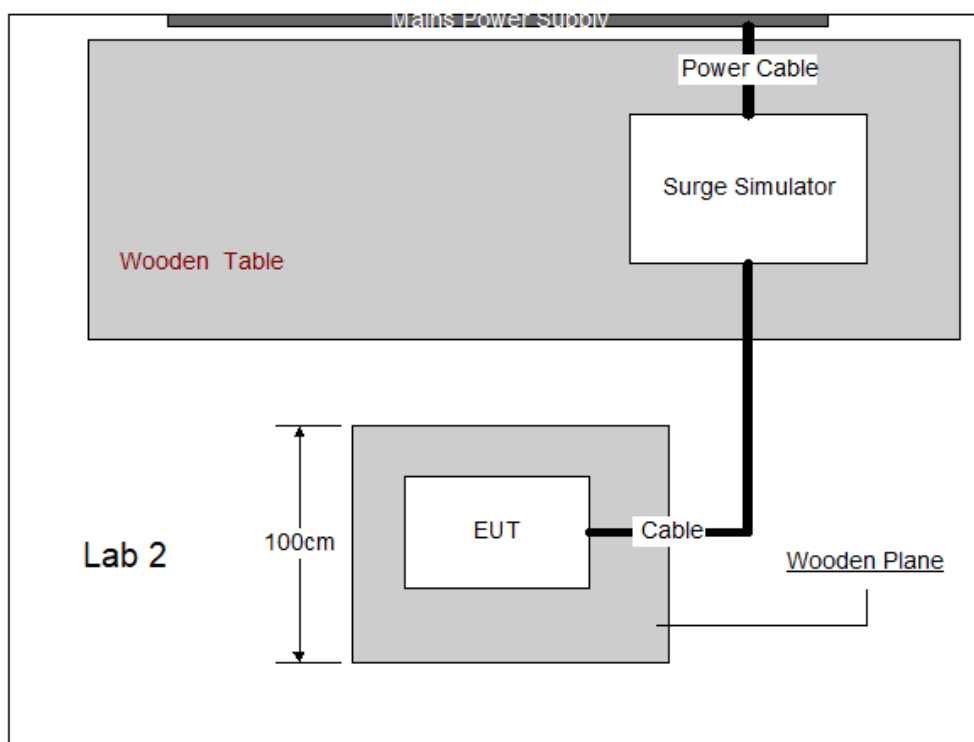 Mains Power Supply
Power Cable
Surge Simulator
Wooden Table
EUT
Cable
100cm
Lab 2
Wooden Plane